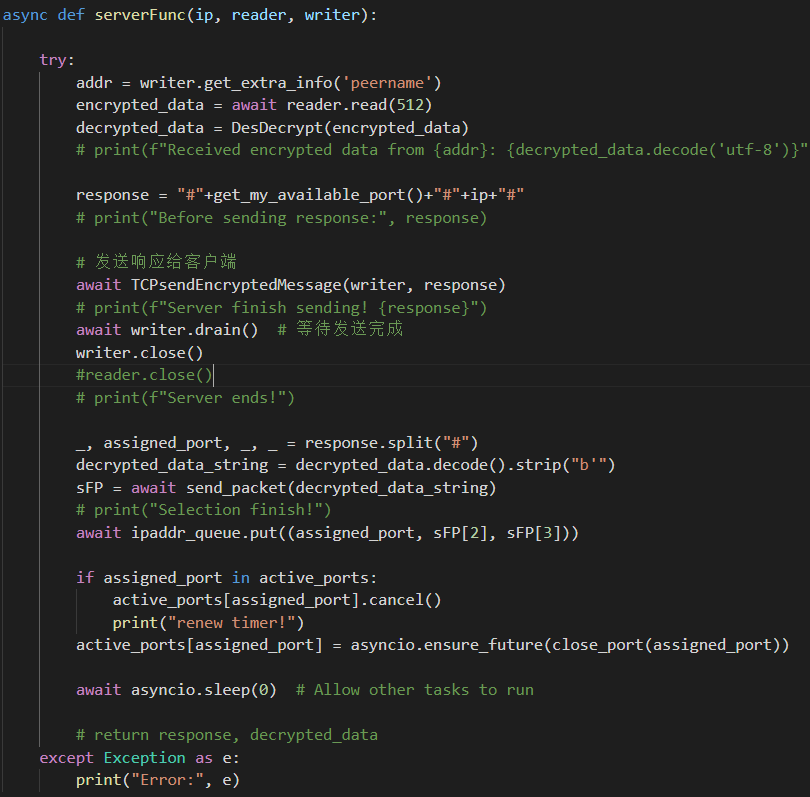 async def serverFunc(ip, reader, writer):
try:
addr = writer.get_extra_info('peername')
encrypted_data = await reader.read(512)
decrypted_data = DesDecrypt(encrypted_data)
# print(f"Received encrypted data from {addr}: {decrypted_data.decode('utf-8')}"
response = "#"+get_my_available_port()+"#"+ip+"#"
# print("Before sending response:", response)
# 发送响应给客户端
await TCPsendEncryptedMessage(writer, response)
# print(f"Server finish sending! {response}")
await writer.drain()  # 等待发送完成
writer.close()
#reader.close()
# print(f"Server ends!")
_, assigned_port, _, _ = response.split("#")
decrypted_data_string = decrypted_data.decode().strip("b'")
sFP = await send_packet(decrypted_data_string)
# print("Selection finish!")
await ipaddr_queue.put((assigned_port, sFP[2], sFP[3]))
if assigned_port in active_ports:
active_ports[assigned_port].cancel()
print("renew timer!")
active_ports[assigned_port] = asyncio.ensure_future(close_port(assigned_port))
await asyncio.sleep(0)  # Allow other tasks to run
# return response, decrypted_data
except Exception as e:
print("Error:", e)